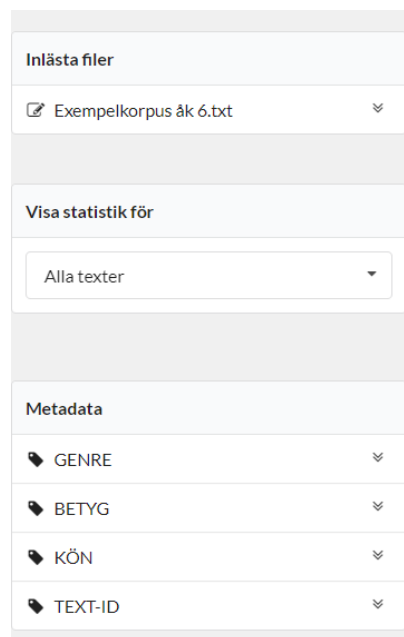 Inlästa filer
Exempelkorpus åk 6.txt
Visa statistik för
Alla texter
Metadata
GENRE
BETYG
KÖN
TEXT-ID